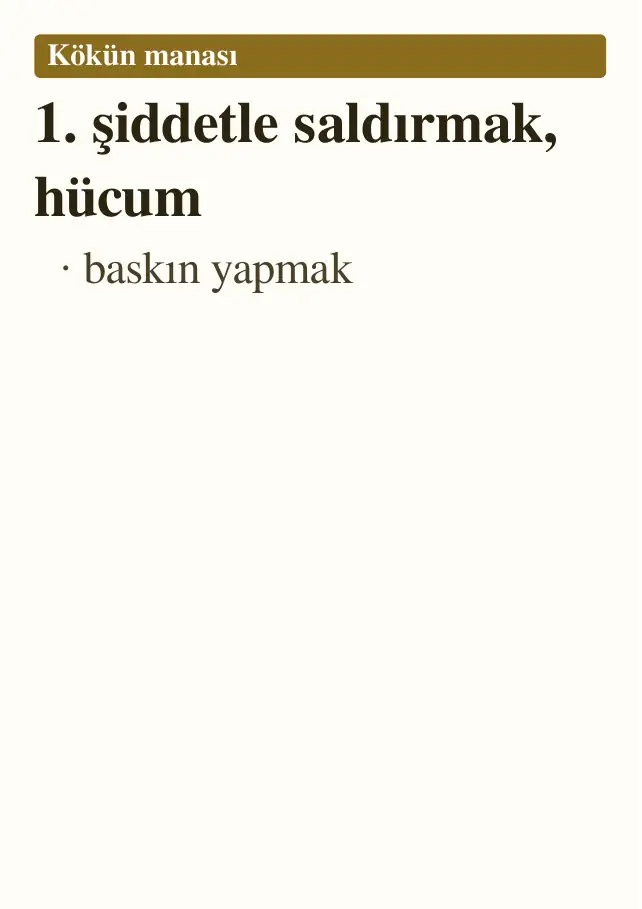 Kökün manası
1. şiddetle saldırmak,
hücum
· baskın yapmak